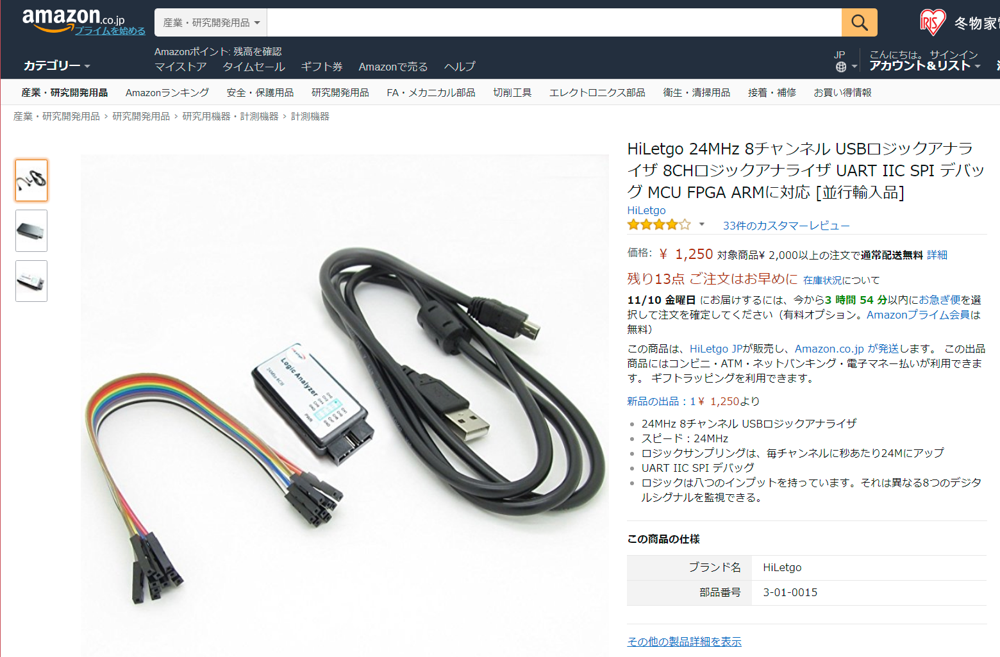 amazon.co.jp
プライムを始める
産業・研究開発用品
IRIS
冬物家
Amazonポイント: 残高を確認
カテゴリー
マイストア タイムセール ギフト券 Amazonで売る ヘルプ
JP
こんにちは。 サインイン
アカウント&リスト
産業・研究開発用品 Amazonランキング 安全・保護用品 研究開発用品 FA・メカニカル部品 切削工具 エレクトロニクス部品 衛生・清掃用品 接着・補修 お買い得情報
産業・研究開発用品 › 研究開発用品 › 研究用機器・計測機器 › 計測機器
HiLetgo 24MHz 8チャンネル USBロジックアナラ
イザ 8CHロジックアナライザ UART IIC SPI デバッ
グ MCU FPGA ARMに対応 [並行輸入品]
HiLetgo
33件のカスタマーレビュー
価格: ￥ 1,250 対象商品¥ 2,000以上の注文で通常配送無料 詳細
残り13点 ご注文はお早めに 在庫状況について
11/10 金曜日 にお届けするには、今から3 時間 54 分以内にお急ぎ便を選
択して注文を確定してください（有料オプション。Amazonプライム会員は
無料）
この商品は、HiLetgo JPが販売し、Amazon.co.jp が発送します。 この出品
商品にはコンビニ・ATM・ネットバンキング・電子マネー払いが利用できま
す。 ギフトラッピングを利用できます。
新品の出品：1￥ 1,250より
24MHz 8チャンネル USBロジックアナライザ
スピード：24MHz
ロジックサンプリングは、毎チャンネルに秒あたり24Mにアップ
UART IIC SPI デバッグ
ロジックは八つのインプットを持っています。それは異なる8つのデジタ
ルシグナルを監視できる。
この商品の仕様
ブランド名 HiLetgo
部品番号 3-01-0015
その他の製品詳細を表示
Logic Analyzer
24MHz 8CH
PWR
GND